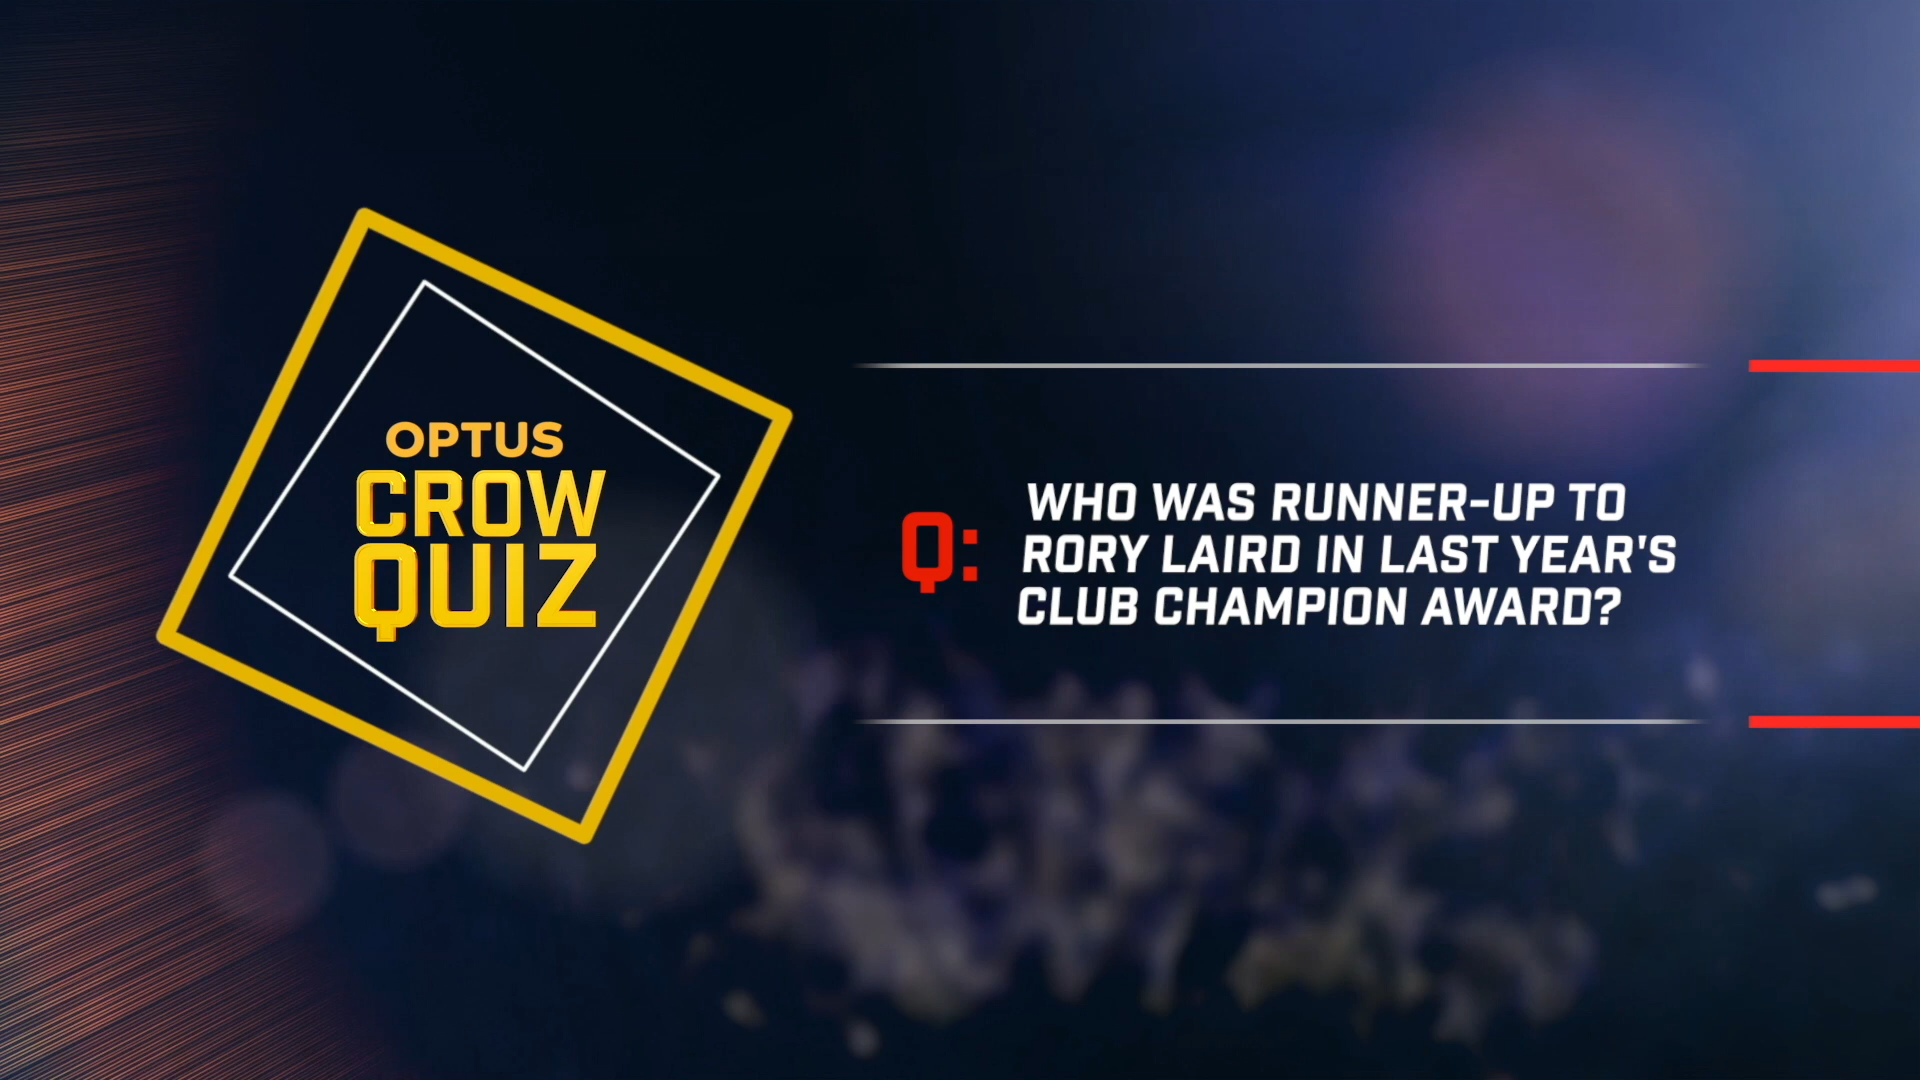 OPTUS
CROW
QUIZ
Q:
WHO WAS RUNNER-UP TO
RORY LAIRD IN LAST YEAR'S
CLUB CHAMPION AWARD?